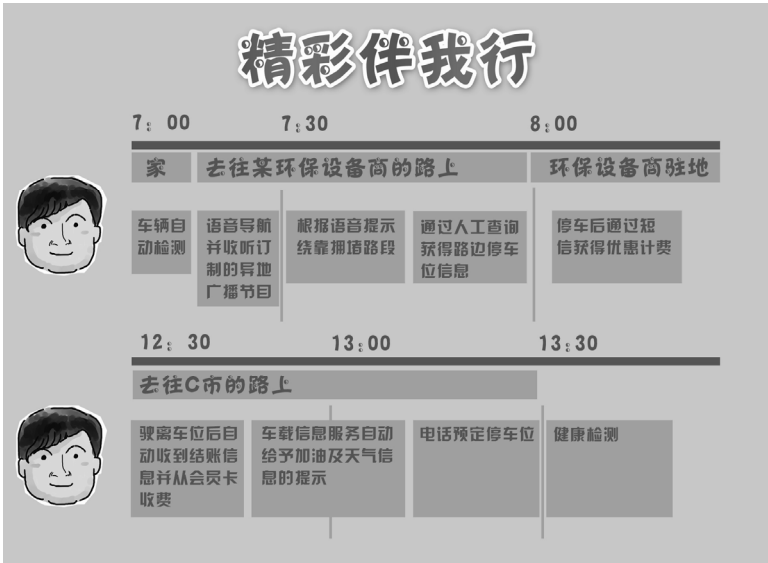 精彩伴我行
7: 00 7:30 8:00
家 去往某环保设备商的路上 环保设备商驻地
车辆自
动检测
语音导航
并收听订
制的异地
广播节目
根据语音提示
绕靠拥堵路段
通过人工查询
获得路边停车
位信息
停车后通过短
信获得优惠计费
12: 30 13:00 13:30
去往C市的路上
驶离车位后自
动收到结账信
息并从会员卡
收费
车载信息服务自动
给予加油及天气信
息的提示
电话预定停车位
健康检测